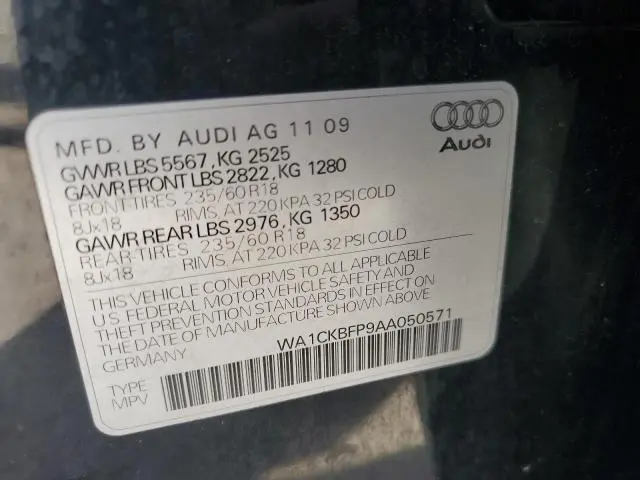 MFD. BY AUDI AG 11 09
GVWR LBS 5567, KG 2525
GAWR FRONT LBS 2822, KG 1280
FRONT-TIRES 235/60 R18
8Jx18 RIMS, AT 220 KPA 32 PSI COLD
GAWR REAR LBS 2976, KG 1350
REAR-TIRES 235/60 R18
8Jx18 RIMS, AT 220 KPA 32 PSI COLD
THIS VEHICLE CONFORMS TO ALL APPLICABLE
U S FEDERAL MOTOR VEHICLE SAFETY AND
THEFT PREVENTION STANDARDS IN EFFECT ON
THE DATE OF MANUFACTURE SHOWN ABOVE
GERMANY WA1CKBFP9AA050571
TYPE
MPV
Audi